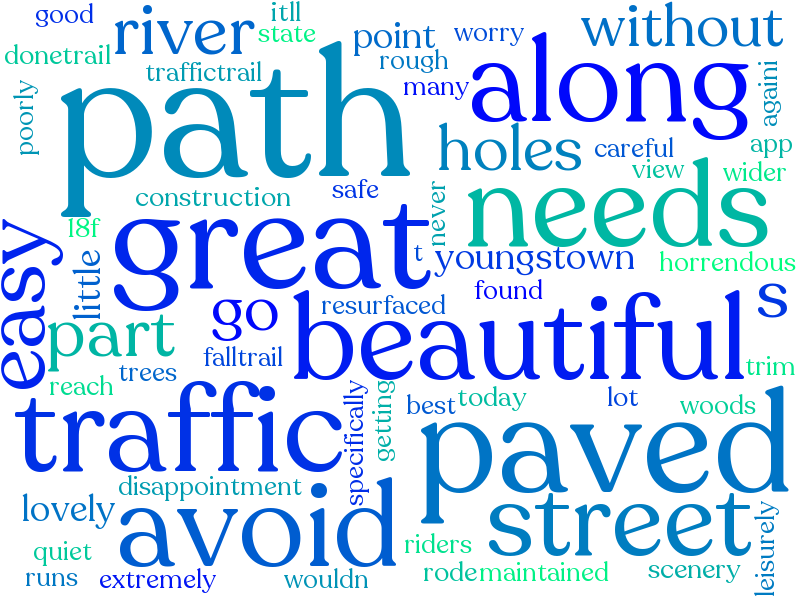 good
itll
river
state
without
donetrail
point
worry
traffictrail
rough
many
along
path
poorly
againi
holes
careful
app
view
wider
construction
safe
needs
never
l8f
great
t
youngstown
horrendous
easy
little
found
s
go
resurfaced
beautiful
part
falltrail
trees
trim
reach
traffic
specifically
getting
best
today
lot
woods
paved
disappointment
lovely
avoid
street
leisurely
quiet
riders
runs
extremely
wouldn
rode
maintained
scenery